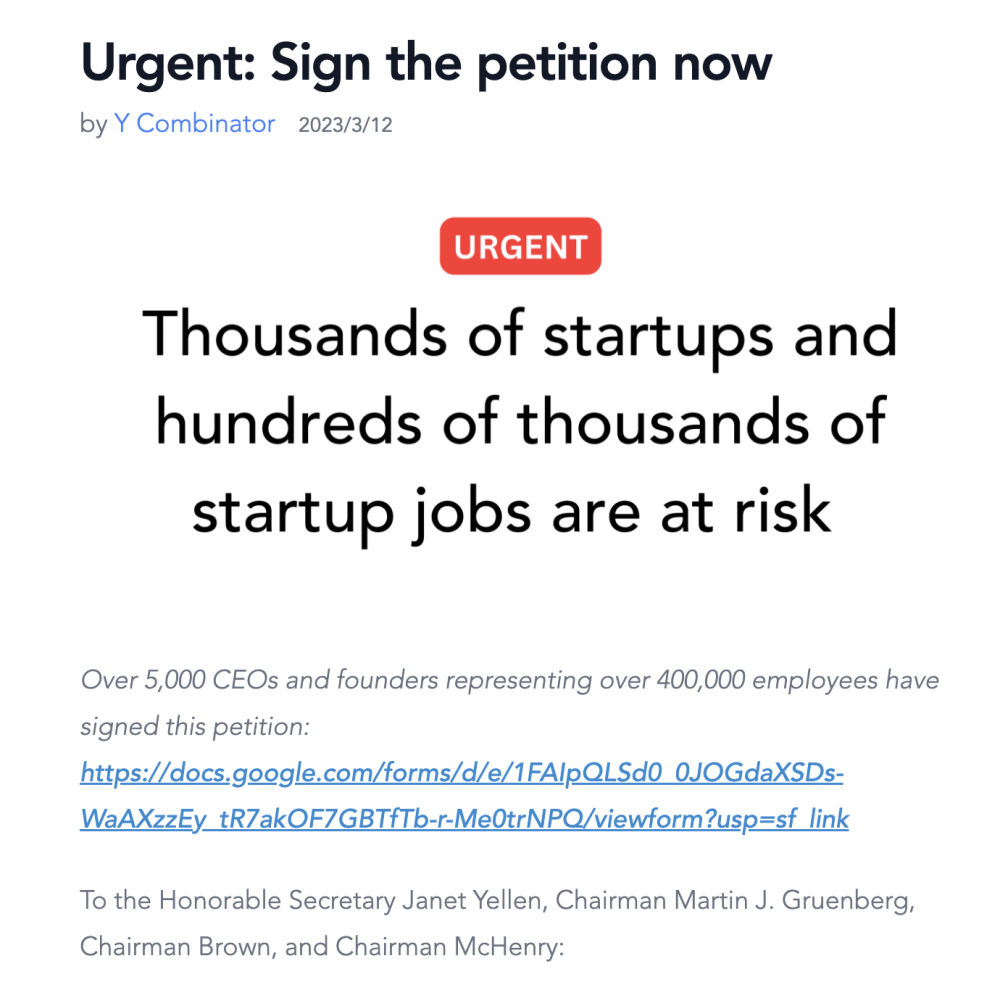 Urgent: Sign the petition now
by Y Combinator 2023/3/12
URGENT
Thousands of startups and
hundreds of thousands of
startup jobs are at risk
Over 5,000 CEOs and founders representing over 400,000 employees have
signed this petition:
https://docs.google.com/forms/d/e/1FAIpQLSd0_0JOGdaXSDs-
WaAXzzEy_tR7akOF7GBTfTb-r-Me0trNPQ/viewform?usp=sf_link
To the Honorable Secretary Janet Yellen, Chairman Martin J. Gruenberg,
Chairman Brown, and Chairman McHenry: